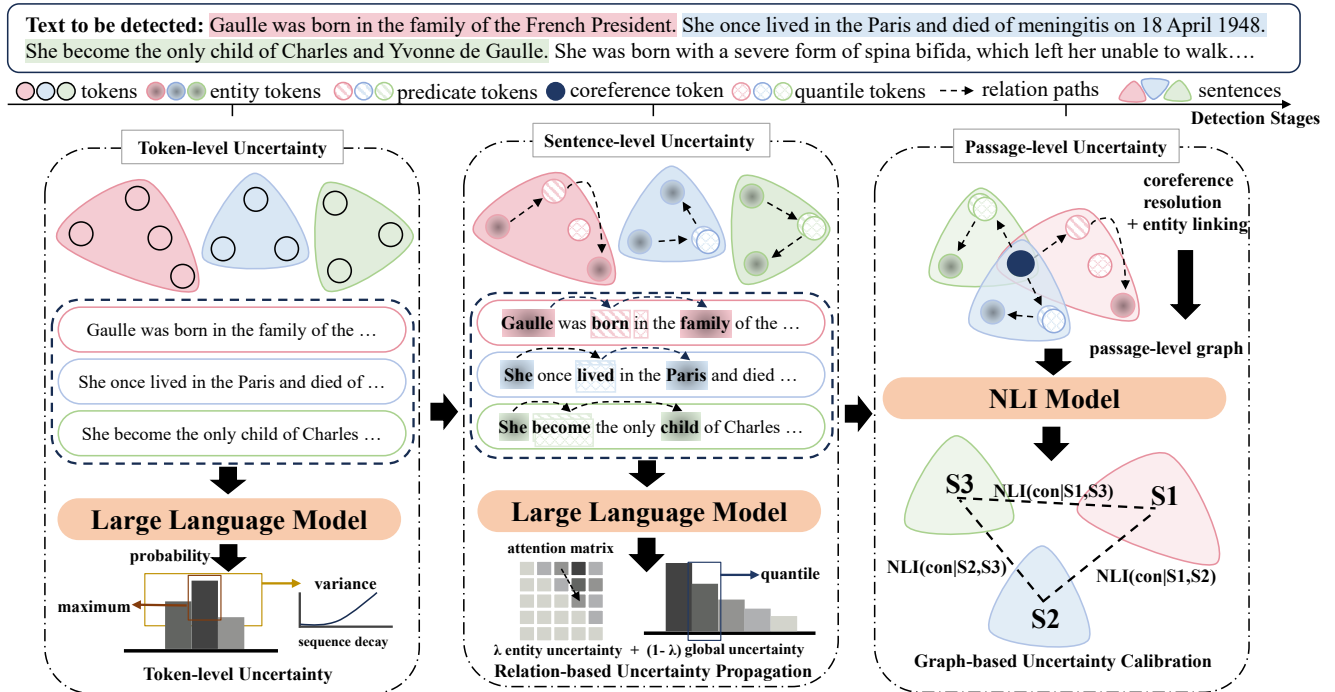 Text to be detected: Gaulle was born in the family of the French President. She once lived in the Paris and died of meningitis on 18 April 1948.
She become the only child of Charles and Yvonne de Gaulle. She was born with a severe form of spina bifida, which left her unable to walk….
tokens entity tokens predicate tokens coreference token quantile tokens relation paths sentences
Detection Stages
Token-level Uncertainty
Gaulle was born in the family of the …
She once lived in the Paris and died of …
She become the only child of Charles …
Large Language Model
probability
maximum
variance
sequence decay
Token-level Uncertainty
Sentence-level Uncertainty
Gaulle was born in the family of the …
She once lived in the Paris and died …
She become the only child of Charles …
Large Language Model
attention matrix
quantile
λ entity uncertainty + (1- λ) global uncertainty
Relation-based Uncertainty Propagation
Passage-level Uncertainty
coreference
resolution
+ entity linking
passage-level graph
NLI Model
S3
NLI(con|S1,S3)
S1
NLI(con|S2,S3)
NLI(con|S1,S2)
S2
Graph-based Uncertainty Calibration